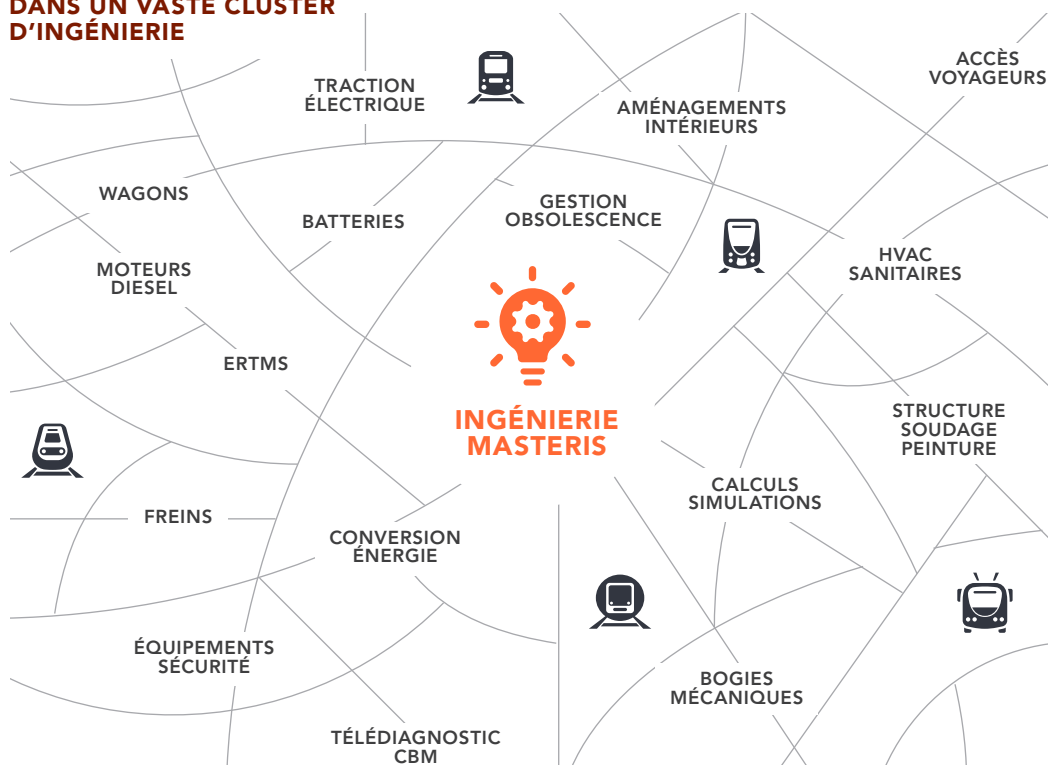 DANS UN VASTE CLUSTER
D'INGÉNIERIE
ACCÈS
VOYAGEURS
TRACTION
ÉLECTRIQUE
AMÉNAGEMENTS
INTÉRIEURS
WAGONS
BATTERIES
GESTION
OBSOLESCENCE
MOTEURS
DIESEL
HVAC
SANITAIRES
ERTMS
INGÉNIERIE
MASTERIS
STRUCTURE
SOUDAGE
PEINTURE
CALCULS
SIMULATIONS
FREINS
CONVERSION
ÉNERGIE
ÉQUIPEMENTS
SÉCURITÉ
BOGIES
MÉCANIQUES
TÉLÉDIAGNOSTIC
CBM